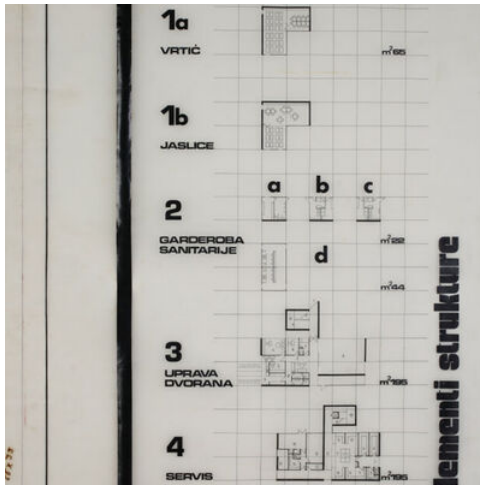 1a
VRTIĆ
m²65
1b
JASLICE
a b c
2
GARDEROBA
SANITARIJE
m²22
d
m²44
3
UPRAVA
DVORANA
m²195
4
SERVIS
m²195
lementi strukture